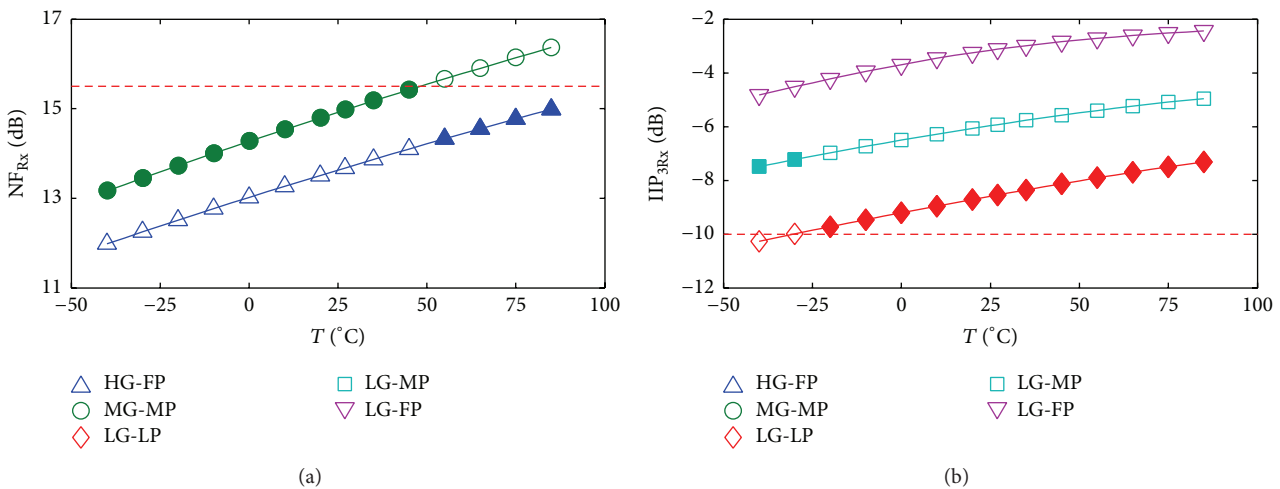 17
15
13
11
NF_Rx (dB)
−50
−25
0
25
50
75
100
T (°C)
HG-FP
MG-MP
LG-LP
LG-MP
LG-FP
(a)
−2
−4
−6
−8
−10
−12
IIP_3Rx (dB)
−50
−25
0
25
50
75
100
T (°C)
HG-FP
MG-MP
LG-LP
LG-MP
LG-FP
(b)